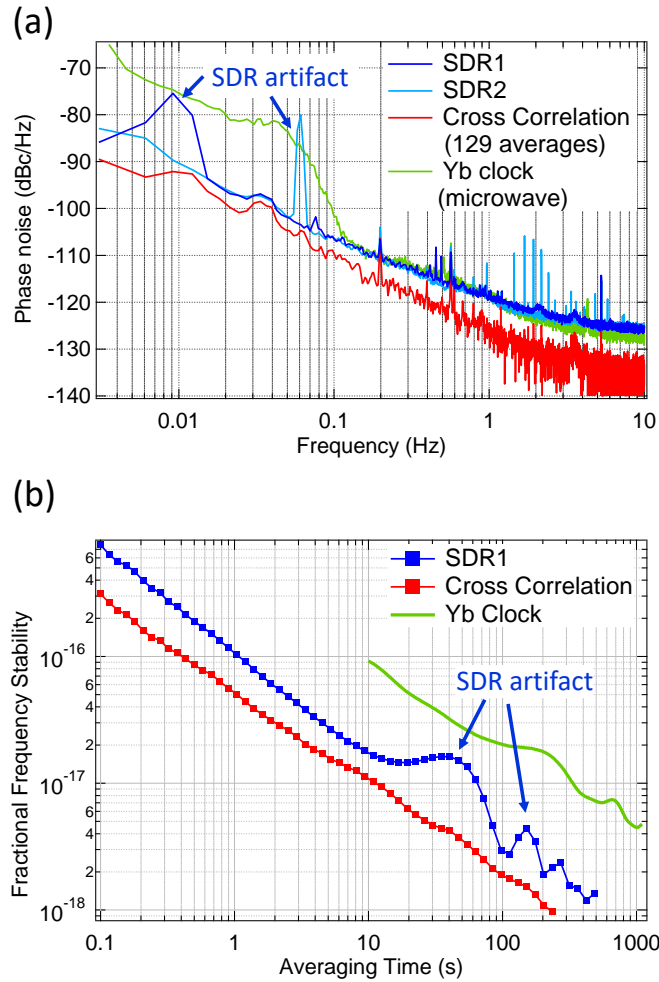 (a)
-70
-80
-90
-100
-110
-120
-130
-140
Phase noise (dBc/Hz)
SDR artifact
SDR1
SDR2
Cross Correlation
(129 averages)
Yb clock
(microwave)
0.01
0.1
1
10
Frequency (Hz)
(b)
6
4
2
10⁻¹⁶
6
4
2
10⁻¹⁷
6
4
2
10⁻¹⁸
Fractional Frequency Stability
SDR1
Cross Correlation
Yb Clock
SDR artifact
0.1
1
10
100
1000
Averaging Time (s)